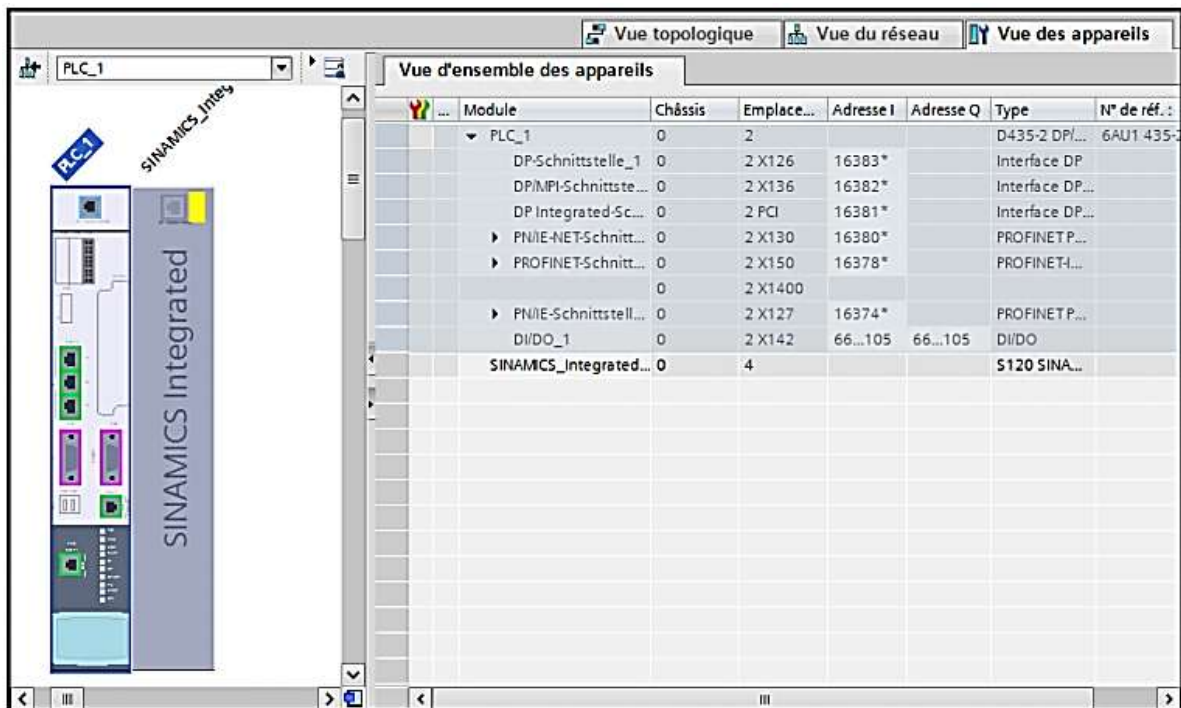 Vue topologique Vue du réseau Vue des appareils
PLC_1
Vue d'ensemble des appareils
... Module Châssis Emplace... Adresse I Adresse Q Type N° de réf. :
PLC_1 0 2 D435-2 DP/... 6AU1 435-2
DP-Schnittstelle_1 0 2 X126 16383* Interface DP
DP/MPI-Schnittste... 0 2 X136 16382* Interface DP...
DP Integrated-Sc... 0 2 PCI 16381* Interface DP...
PN/IE-NET-Schnitt... 0 2 X130 16380* PROFINET P...
PROFINET-Schnitt... 0 2 X150 16378* PROFINET-I...
0 2 X1400
PN/IE-Schnittstell... 0 2 X127 16374* PROFINET P...
DI/DO_1 0 2 X142 66...105 66...105 DI/DO
SINAMICS_Integrated... 0 4 S120 SINA...
PLC_1
SINAMICS_Integ
SINAMICS Integrated